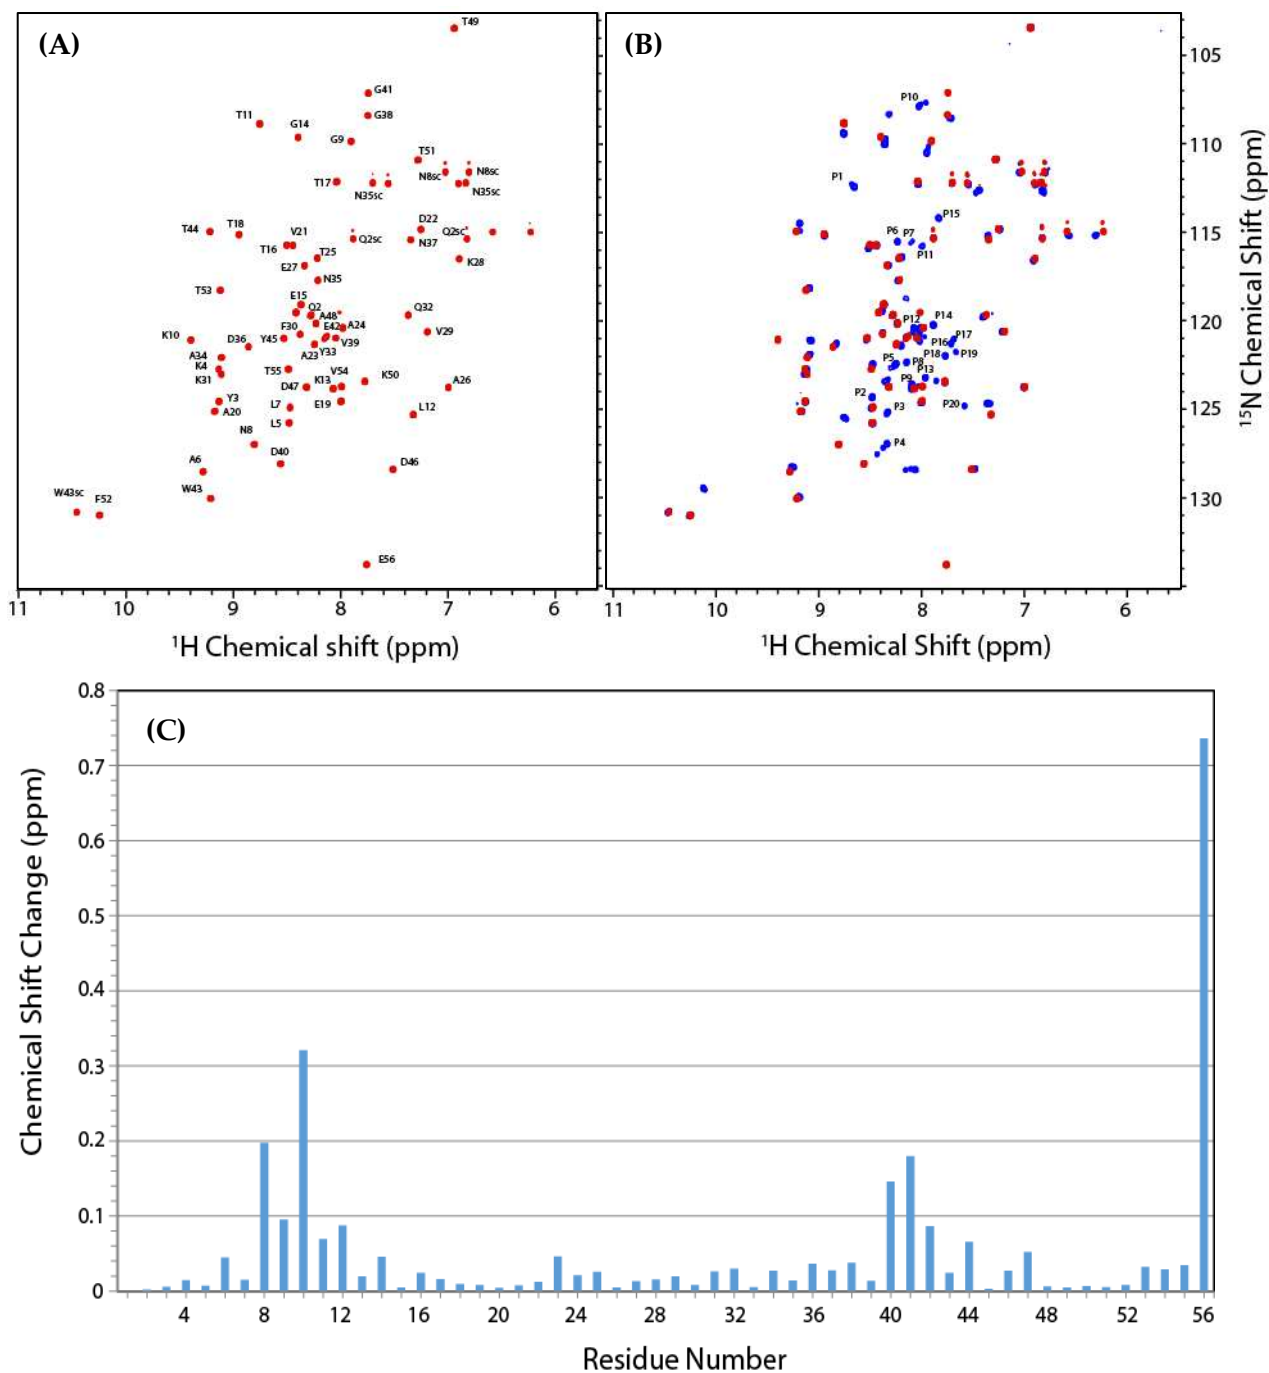 (A)
T49
G41
T11
G38
G14
G9
T51
N8sc
N8sc
T17
N35sc
N35sc
T44
T18
V21
D22
Q2sc
Q2sc
T16
N37
T25
E27
K28
N35
T53
E15
Q2
A48
Q32
F30
E42
A24
V29
K10
D36
Y45
V39
A34
A23
Y33
K4
T55
V54
K50
K31
D47
K13
A26
Y3
L7
E19
A20
L12
L5
N8
D40
A6
D46
W43
W43sc
F52
E56
11
10
9
8
7
6
¹H Chemical shift (ppm)
(B)
P10
P1
P15
P6
P7
P11
P12
P14
P16
P17
P5
P18
P19
P8
P13
P9
P2
P3
P20
P4
105
110
115
120
125
130
¹⁵N Chemical Shift (ppm)
11
10
9
8
7
6
¹H Chemical Shift (ppm)
(C)
0.8
0.7
0.6
0.5
0.4
0.3
0.2
0.1
0
Chemical Shift Change (ppm)
4 8 12 16 20 24 28 32 36 40 44 48 52 56
Residue Number